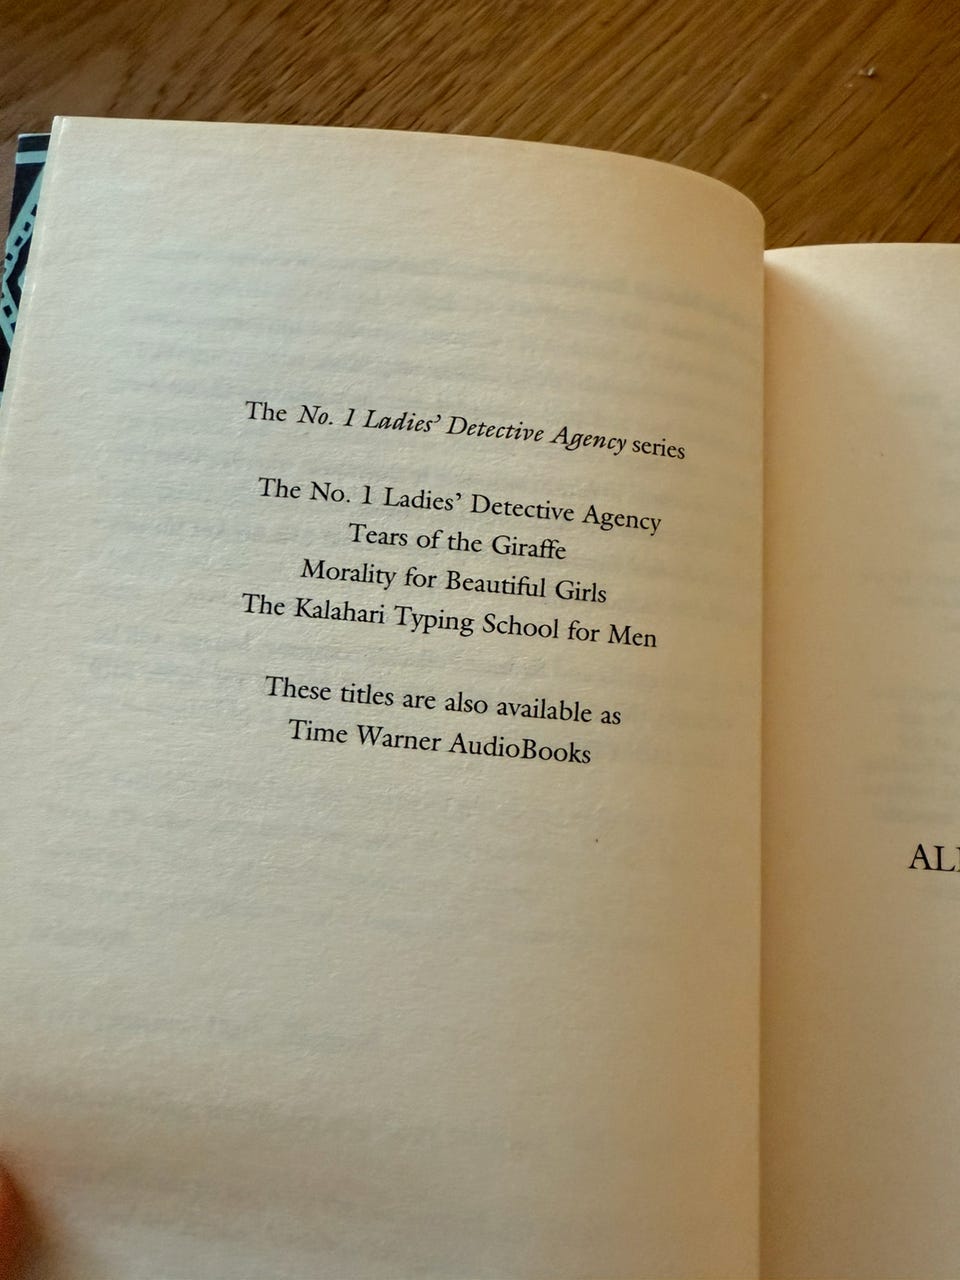 The No. 1 Ladies’ Detective Agency series
The No. 1 Ladies’ Detective Agency
Tears of the Giraffe
Morality for Beautiful Girls
The Kalahari Typing School for Men
These titles are also available as
Time Warner AudioBooks